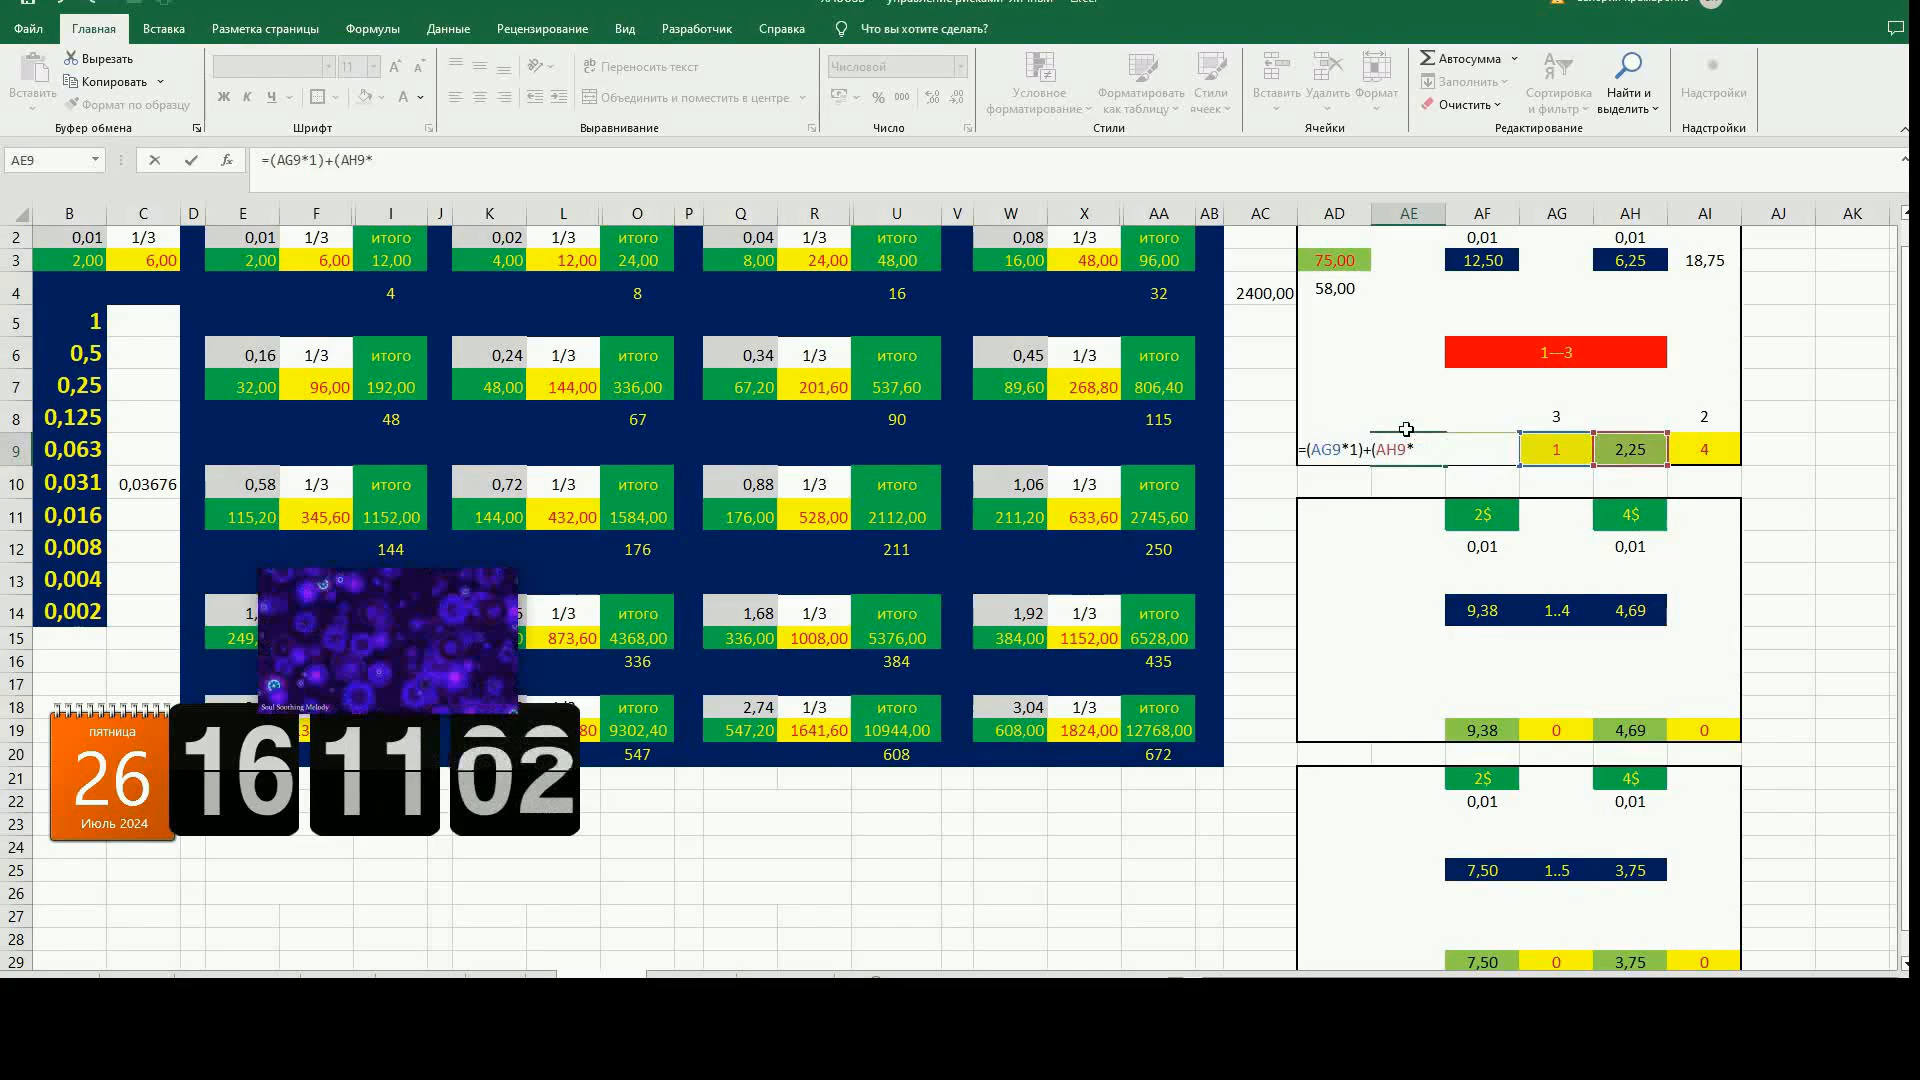 Файл Главная Вставка Разметка страницы Формулы Данные Рецензирование Вид Разработчик Справка Что вы хотите сделать?
Вставить Вырезать Копировать Формат по образцу
11 Ж К Ч А
Переносить текст Объединить и поместить в центре
Числовой % 000
Условное форматирование Форматировать как таблицу Стили ячеек
Вставить Удалить Формат
Автосумма Заполнить Очистить Сортировка и фильтр Найти и выделить
Надстройки
Буфер обмена Шрифт Выравнивание Число Стили Ячейки Редактирование Надстройки
AE9 fx =(AG9*1)+(AH9*
B C D E F I J K L O P Q R U V W X AA AB AC AD AE AF AG AH AI AJ AK
2 0,01 1/3 0,01 1/3 итого 0,02 1/3 итого 0,04 1/3 итого 0,08 1/3 итого 0,01 0,01
3 2,00 6,00 2,00 6,00 12,00 4,00 12,00 24,00 8,00 24,00 48,00 16,00 48,00 96,00 75,00 12,50 6,25 18,75
4 4 8 16 32 2400,00 58,00
5 1
6 0,5 0,16 1/3 итого 0,24 1/3 итого 0,34 1/3 итого 0,45 1/3 итого 1---3
7 0,25 32,00 96,00 192,00 48,00 144,00 336,00 67,20 201,60 537,60 89,60 268,80 806,40
8 0,125 48 67 90 115 3 2
9 0,063 =(AG9*1)+(AH9* 1 2,25 4
10 0,031 0,03676 0,58 1/3 итого 0,72 1/3 итого 0,88 1/3 итого 1,06 1/3 итого
11 0,016 115,20 345,60 1152,00 144,00 432,00 1584,00 176,00 528,00 2112,00 211,20 633,60 2745,60 2$ 4$
12 0,008 144 176 211 250 0,01 0,01
13 0,004
14 0,002 1/3 итого 1,68 1/3 итого 1,92 1/3 итого 9,38 1..4 4,69
15 873,60 4368,00 336,00 1008,00 5376,00 384,00 1152,00 6528,00
16 336 384 435
17
18 итого 2,74 1/3 итого 3,04 1/3 итого
19 9302,40 547,20 1641,60 10944,00 608,00 1824,00 12768,00 9,38 0 4,69 0
20 547 608 672
21 2$ 4$
22 0,01 0,01
23
24
25 7,50 1..5 3,75
26
27
28
29 7,50 0 3,75 0
Soul Soothing Melody
пятница
26
Июль 2024
16 11 02